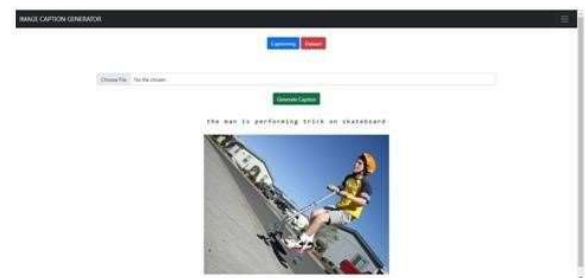 IMAGE CAPTION GENERATOR
Captioning Dataset
Choose File No file chosen
Generate Caption
the man is performing trick on skateboard